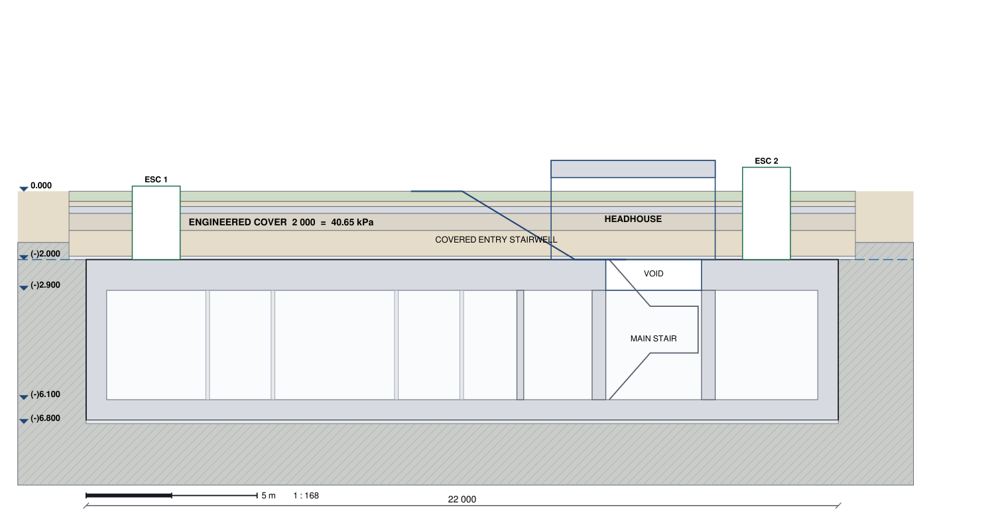 ESC 2
ESC 1
0.000
HEADHOUSE
ENGINEERED COVER 2 000 = 40.65 kPa
COVERED ENTRY STAIRWELL
(-)2.000
VOID
(-)2.900
MAIN STAIR
(-)6.100
(-)6.800
5 m 1 : 168
22 000